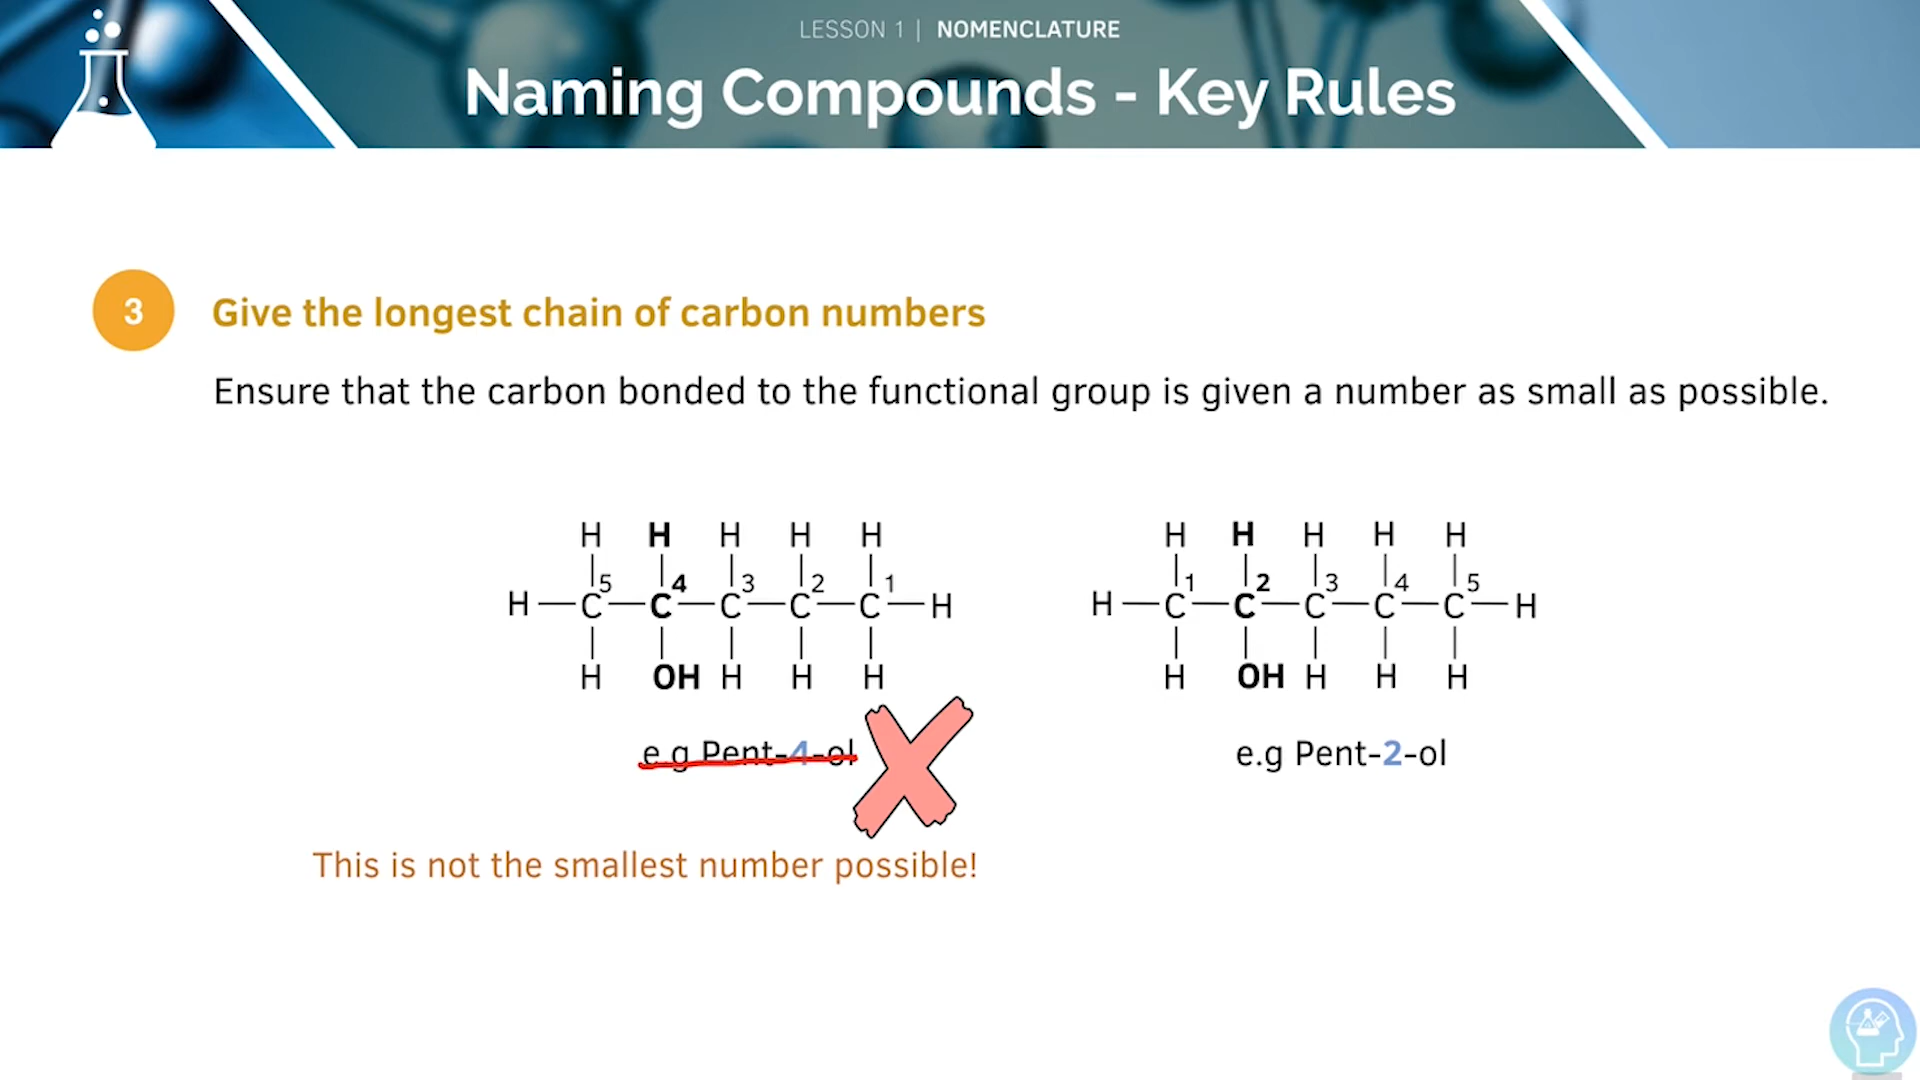 LESSON 1 | NOMENCLATURE
Naming Compounds - Key Rules
3 Give the longest chain of carbon numbers
Ensure that the carbon bonded to the functional group is given a number as small as possible.
H H H H H H H H H H
5 4 3 2 1 1 2 3 4 5
H—C—C—C—C—C—H H—C—C—C—C—C—H
H OH H H H H OH H H H
e.g Pent-4-ol e.g Pent-2-ol
This is not the smallest number possible!